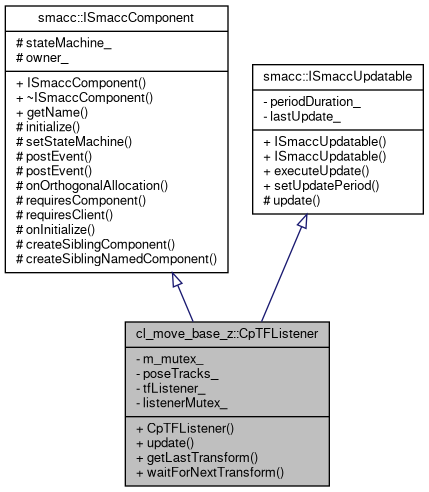 smacc::ISmaccComponent
# stateMachine_
# owner_
+ ISmaccComponent()
+ ~ISmaccComponent()
+ getName()
# initialize()
# setStateMachine()
# postEvent()
# postEvent()
# onOrthogonalAllocation()
# requiresComponent()
# requiresClient()
# onInitialize()
# createSiblingComponent()
# createSiblingNamedComponent()
smacc::ISmaccUpdatable
- periodDuration_
- lastUpdate_
+ ISmaccUpdatable()
+ ISmaccUpdatable()
+ executeUpdate()
+ setUpdatePeriod()
# update()
cl_move_base_z::CpTFListener
- m_mutex_
- poseTracks_
- tfListener_
- listenerMutex_
+ CpTFListener()
+ update()
+ getLastTransform()
+ waitForNextTransform()